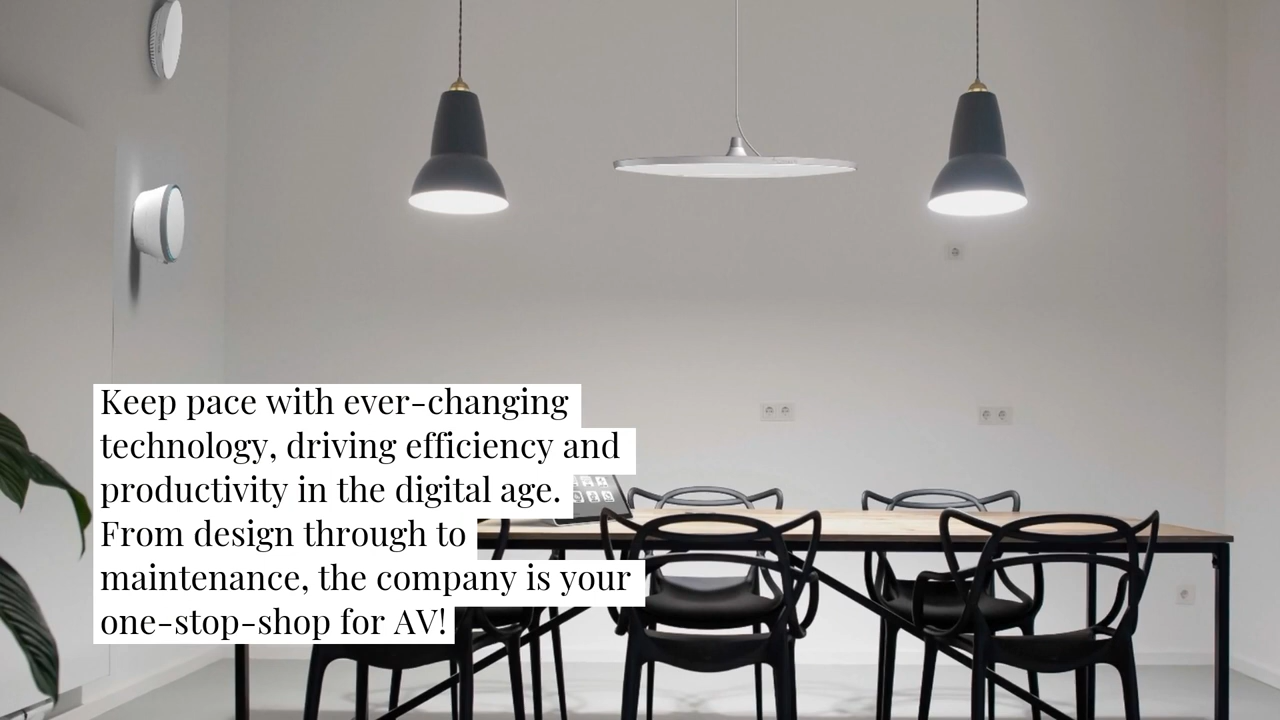 Keep pace with ever-changing
technology, driving efficiency and
productivity in the digital age.
From design through to
maintenance, the company is your
one-stop-shop for AV!